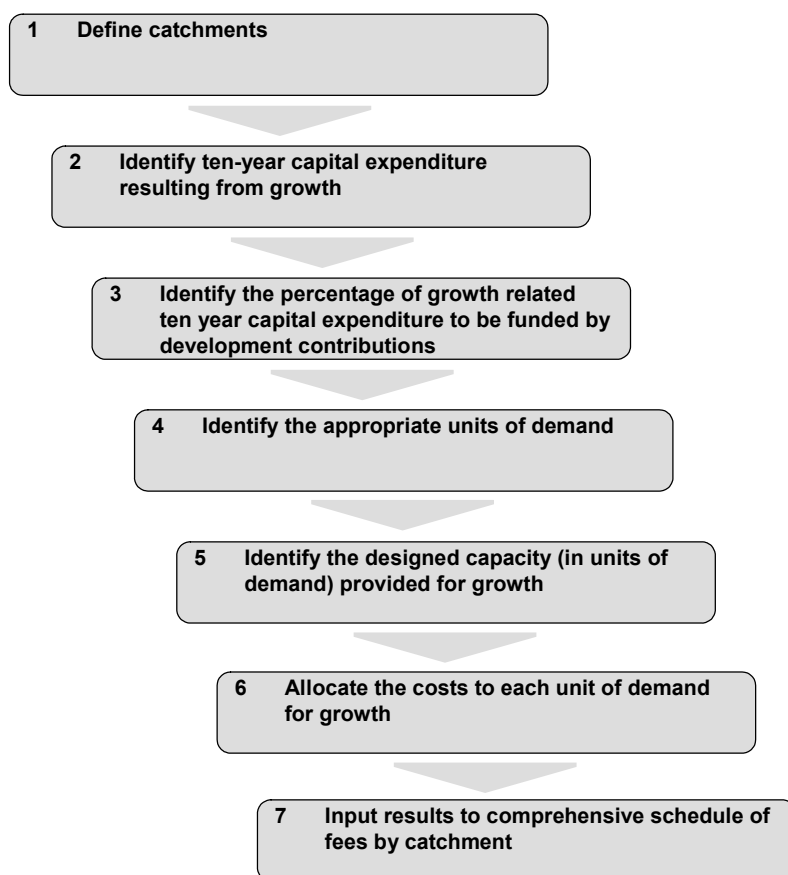 1 Define catchments
2 Identify ten-year capital expenditure
resulting from growth
3 Identify the percentage of growth related
ten year capital expenditure to be funded by
development contributions
4 Identify the appropriate units of demand
5 Identify the designed capacity (in units of
demand) provided for growth
6 Allocate the costs to each unit of demand
for growth
7 Input results to comprehensive schedule of
fees by catchment